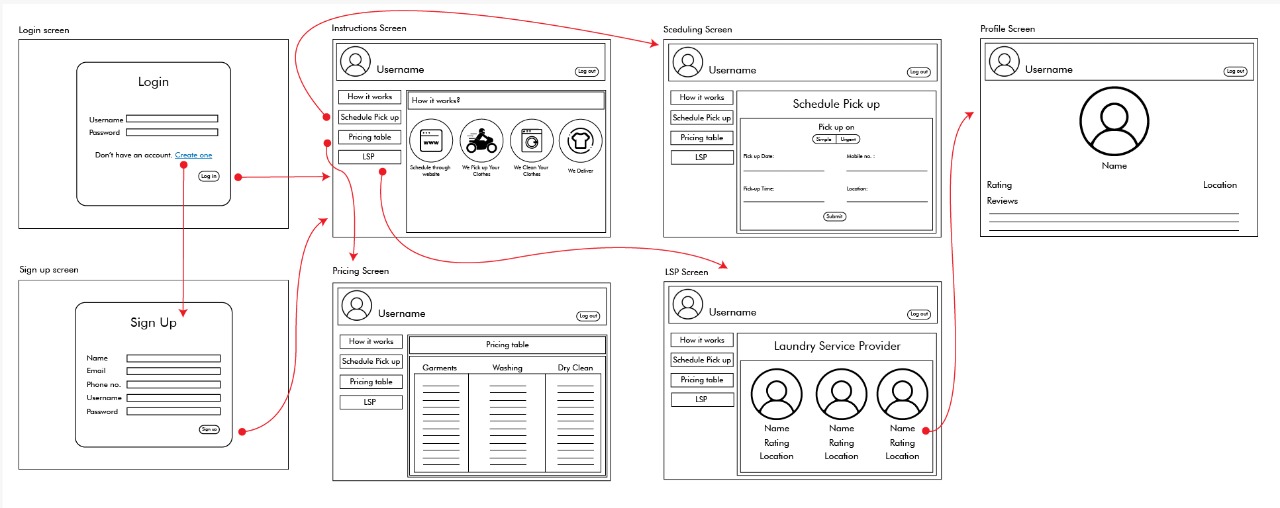 Login screen
Login
Username
Password
Don't have an account. Create one
Log in
Instructions Screen
Username
Log out
How it works
Schedule Pick up
Pricing table
LSP
How it works?
www
Schedule through
website
We Pick up Your
Clothes
We Clean Your
Clothes
We Deliver
Sceduling Screen
Username
Log out
How it works
Schedule Pick up
Pricing table
LSP
Schedule Pick up
Pick up on
Simple Urgent
Pick up Date: Mobile no. :
Pick-up Time: Location:
Submit
Profile Screen
Username
Log out
Name
Rating Location
Reviews
Sign up screen
Sign Up
Name
Email
Phone no.
Username
Password
Sign up
Pricing Screen
Username
Log out
How it works
Schedule Pick up
Pricing table
LSP
Pricing table
Garments Washing Dry Clean
LSP Screen
Username
Log out
How it works
Schedule Pick up
Pricing table
LSP
Laundry Service Provider
Name Name Name
Rating Rating Rating
Location Location Location